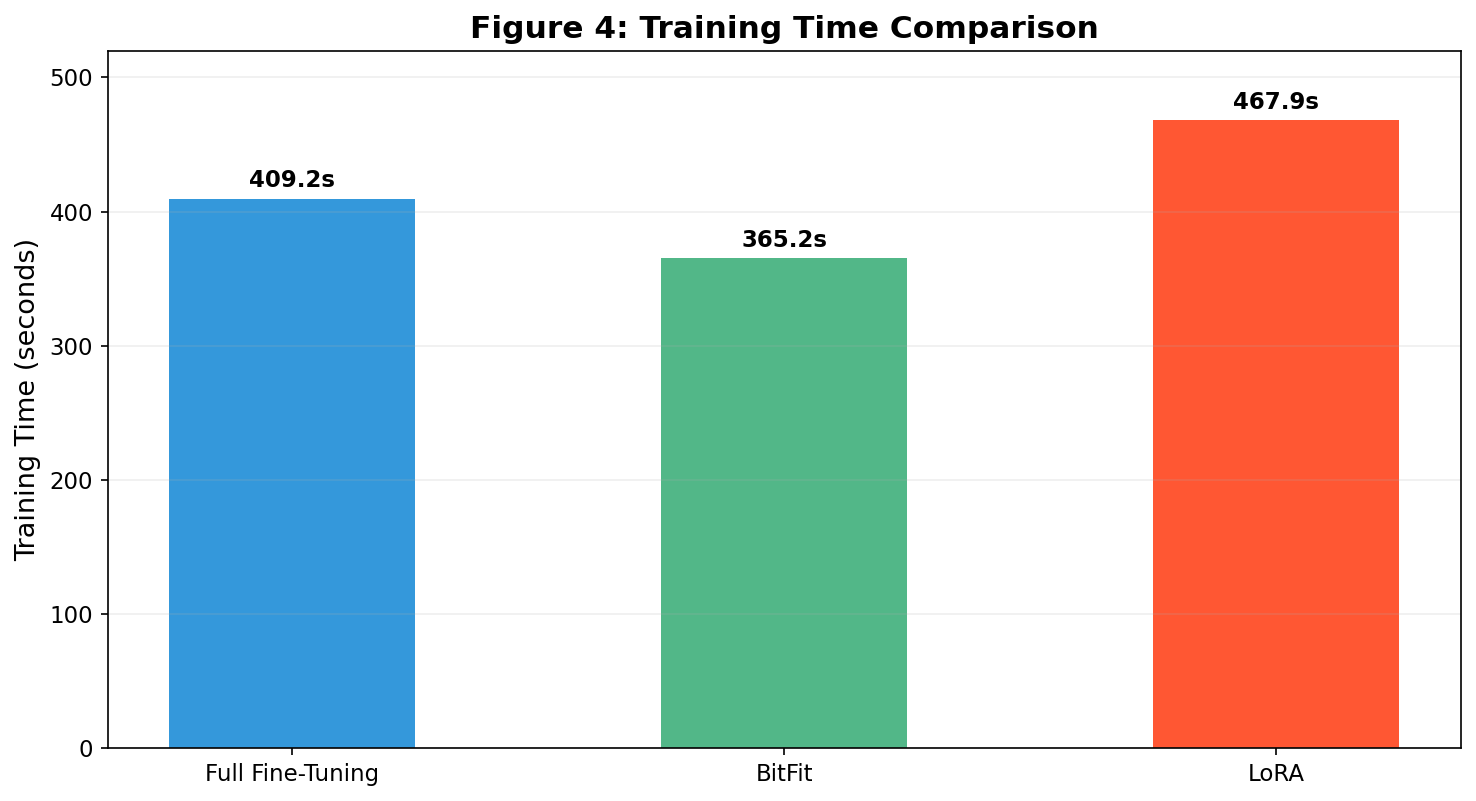 Figure 4: Training Time Comparison
Training Time (seconds)
500
400
300
200
100
0
409.2s
365.2s
467.9s
Full Fine-Tuning
BitFit
LoRA